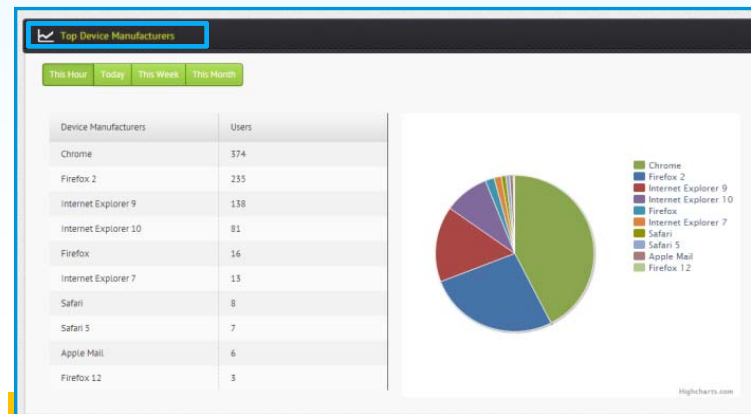 Top Device Manufacturers
This Hour Today This Week This Month
Device Manufacturers Users
Chrome 374
Firefox 2 235
Internet Explorer 9 138
Internet Explorer 10 81
Firefox 16
Internet Explorer 7 13
Safari 8
Safari 5 7
Apple Mail 6
Firefox 12 3
Chrome
Firefox 2
Internet Explorer 9
Internet Explorer 10
Firefox
Internet Explorer 7
Safari
Safari 5
Apple Mail
Firefox 12
Highcharts.com